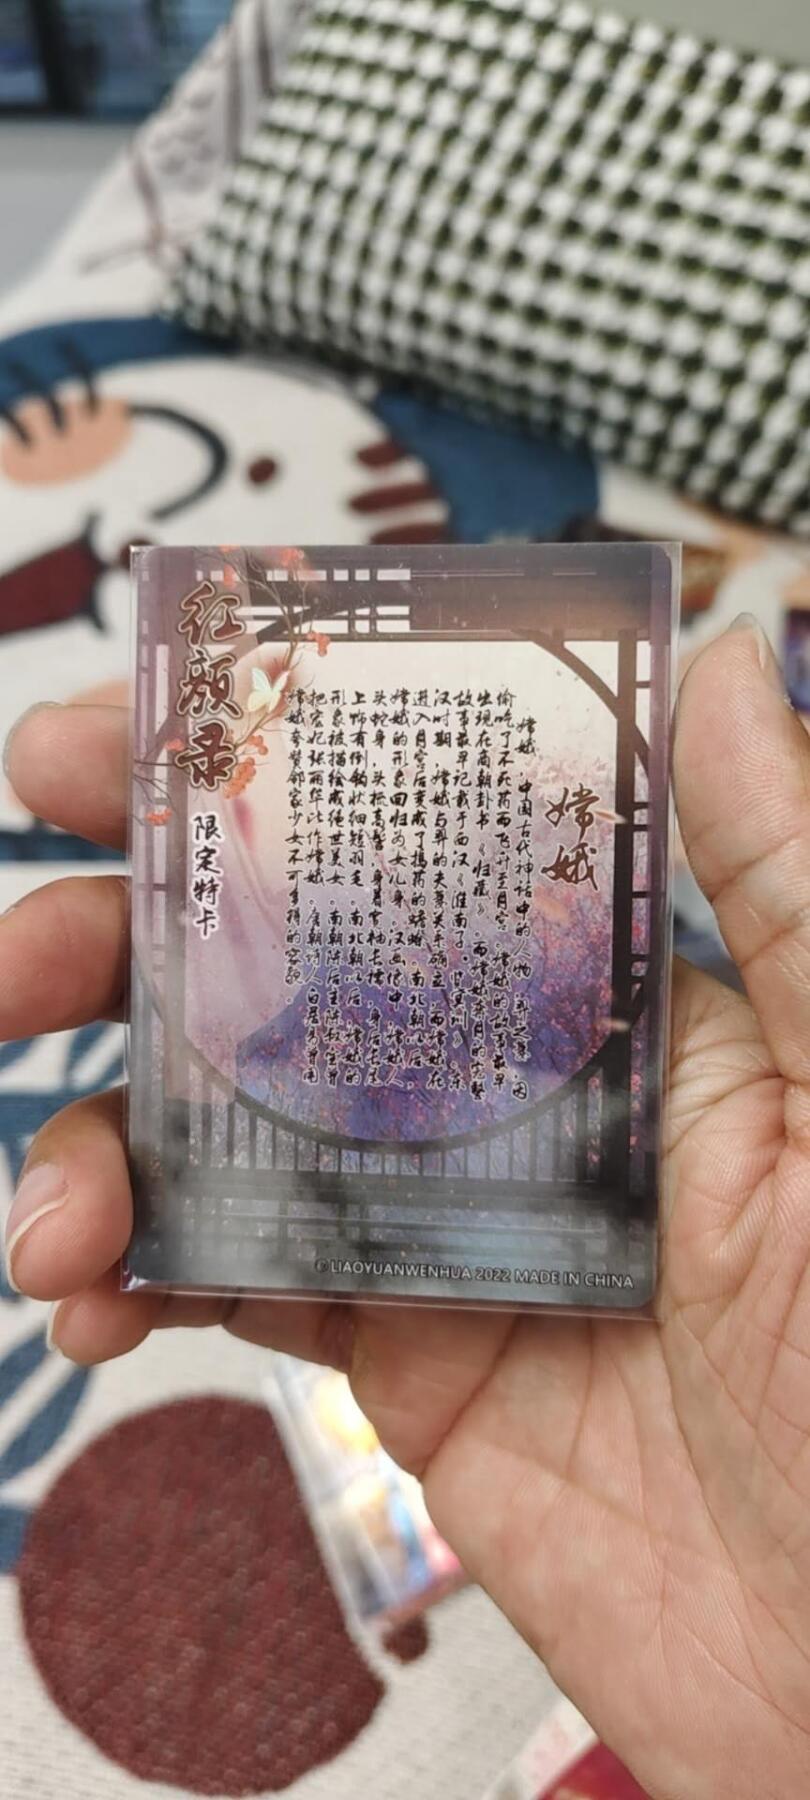 红颜录
限定特卡
嫦娥
嫦娥，中国古代神话中的人物，羿之妻，因
偷吃了不死药而飞升至月宫。嫦娥的故事最早
出现在商朝卦书《归藏》。而嫦娥奔月的完整
故事最早记载于西汉《淮南子·览冥训》。东
汉时期，嫦娥与羿的夫妻关系确立，而嫦娥在
进入月宫后变成了捣药的蟾蜍。南北朝以后，
嫦娥的形象回归为女儿身。汉画像中，嫦娥人
头蛇身，头梳高髻，身着宽袖长襦，身后长尾
上饰有倒钩状细短羽毛。南北朝以后，嫦娥的
形象被描绘成绝世美女。南朝陈后主陈叔宝曾
把宠妃张丽华比作嫦娥。唐朝诗人白居易曾用
嫦娥夸赞邻家少女不可多得的容貌。
© LIAOYUANWENHUA 2022 MADE IN CHINA